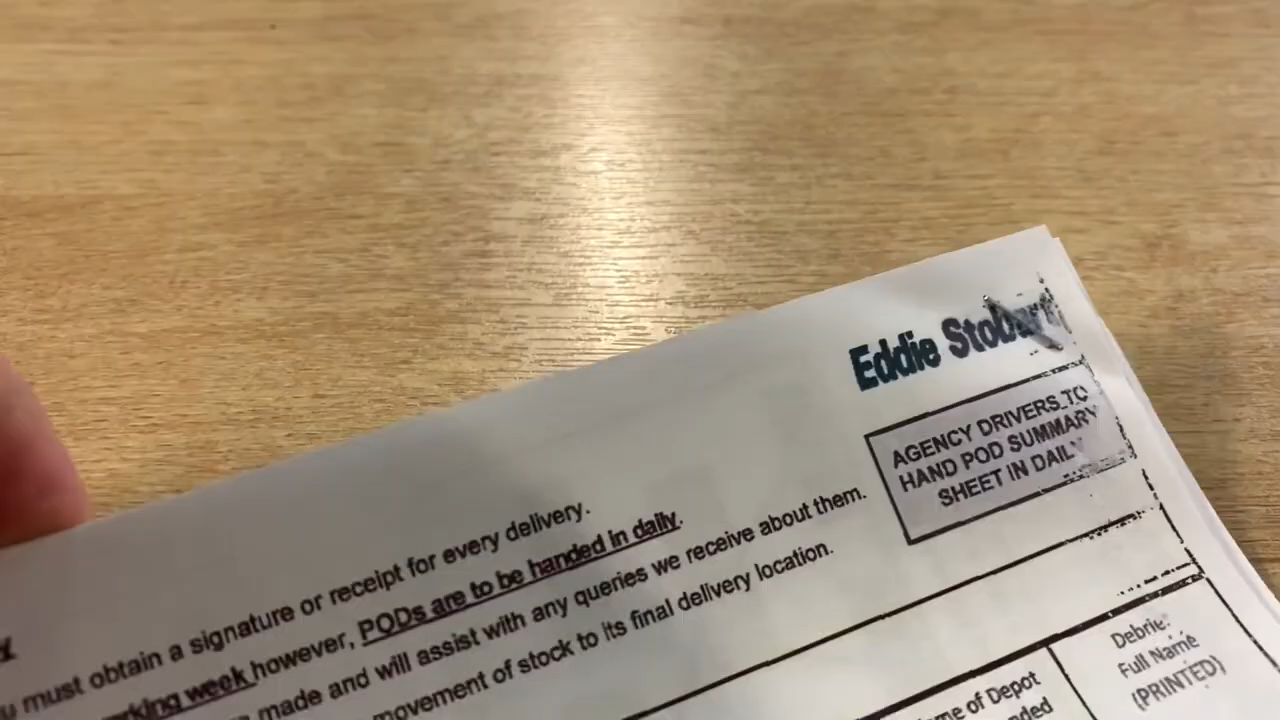 Eddie Stobart
AGENCY DRIVERS TO
HAND POD SUMMARY
SHEET IN DAILY
must obtain a signature or receipt for every delivery.
week however, PODs are to be handed in daily.
made and will assist with any queries we receive about them.
movement of stock to its final delivery location.
of Depot
Full Name
(PRINTED)